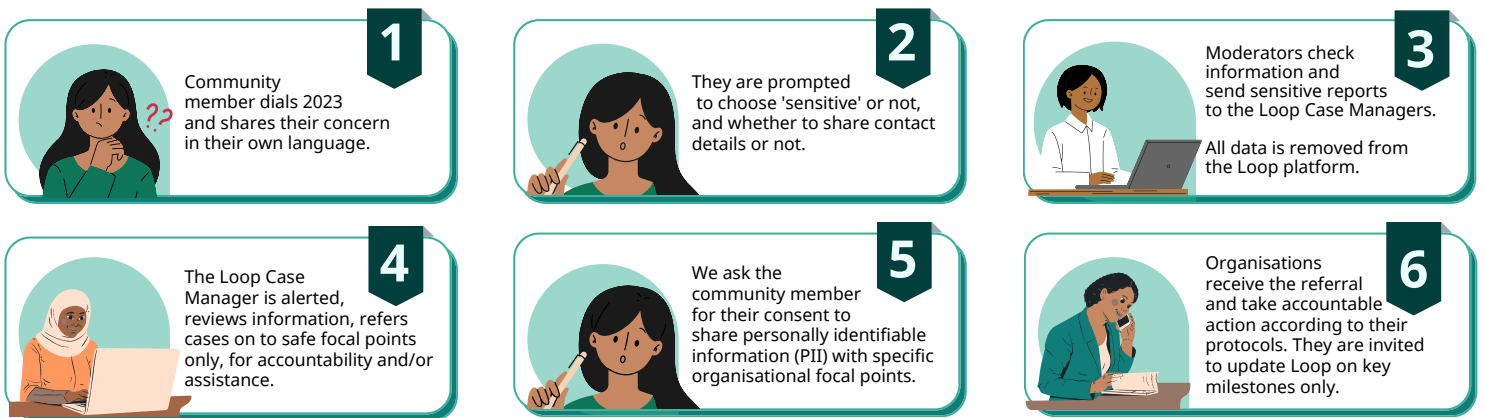 1
Community
member dials 2023
and shares their concern
in their own language.
??
2
They are prompted
to choose 'sensitive' or not,
and whether to share contact
details or not.
3
Moderators check
information and
send sensitive reports
to the Loop Case Managers.
All data is removed from
the Loop platform.
4
The Loop Case
Manager is alerted,
reviews information, refers
cases on to safe focal points
only, for accountability and/or
assistance.
5
We ask the
community member
for their consent to
share personally identifiable
information (PII) with specific
organisational focal points.
6
Organisations
receive the referral
and take accountable
action according to their
protocols. They are invited
to update Loop on key
milestones only.